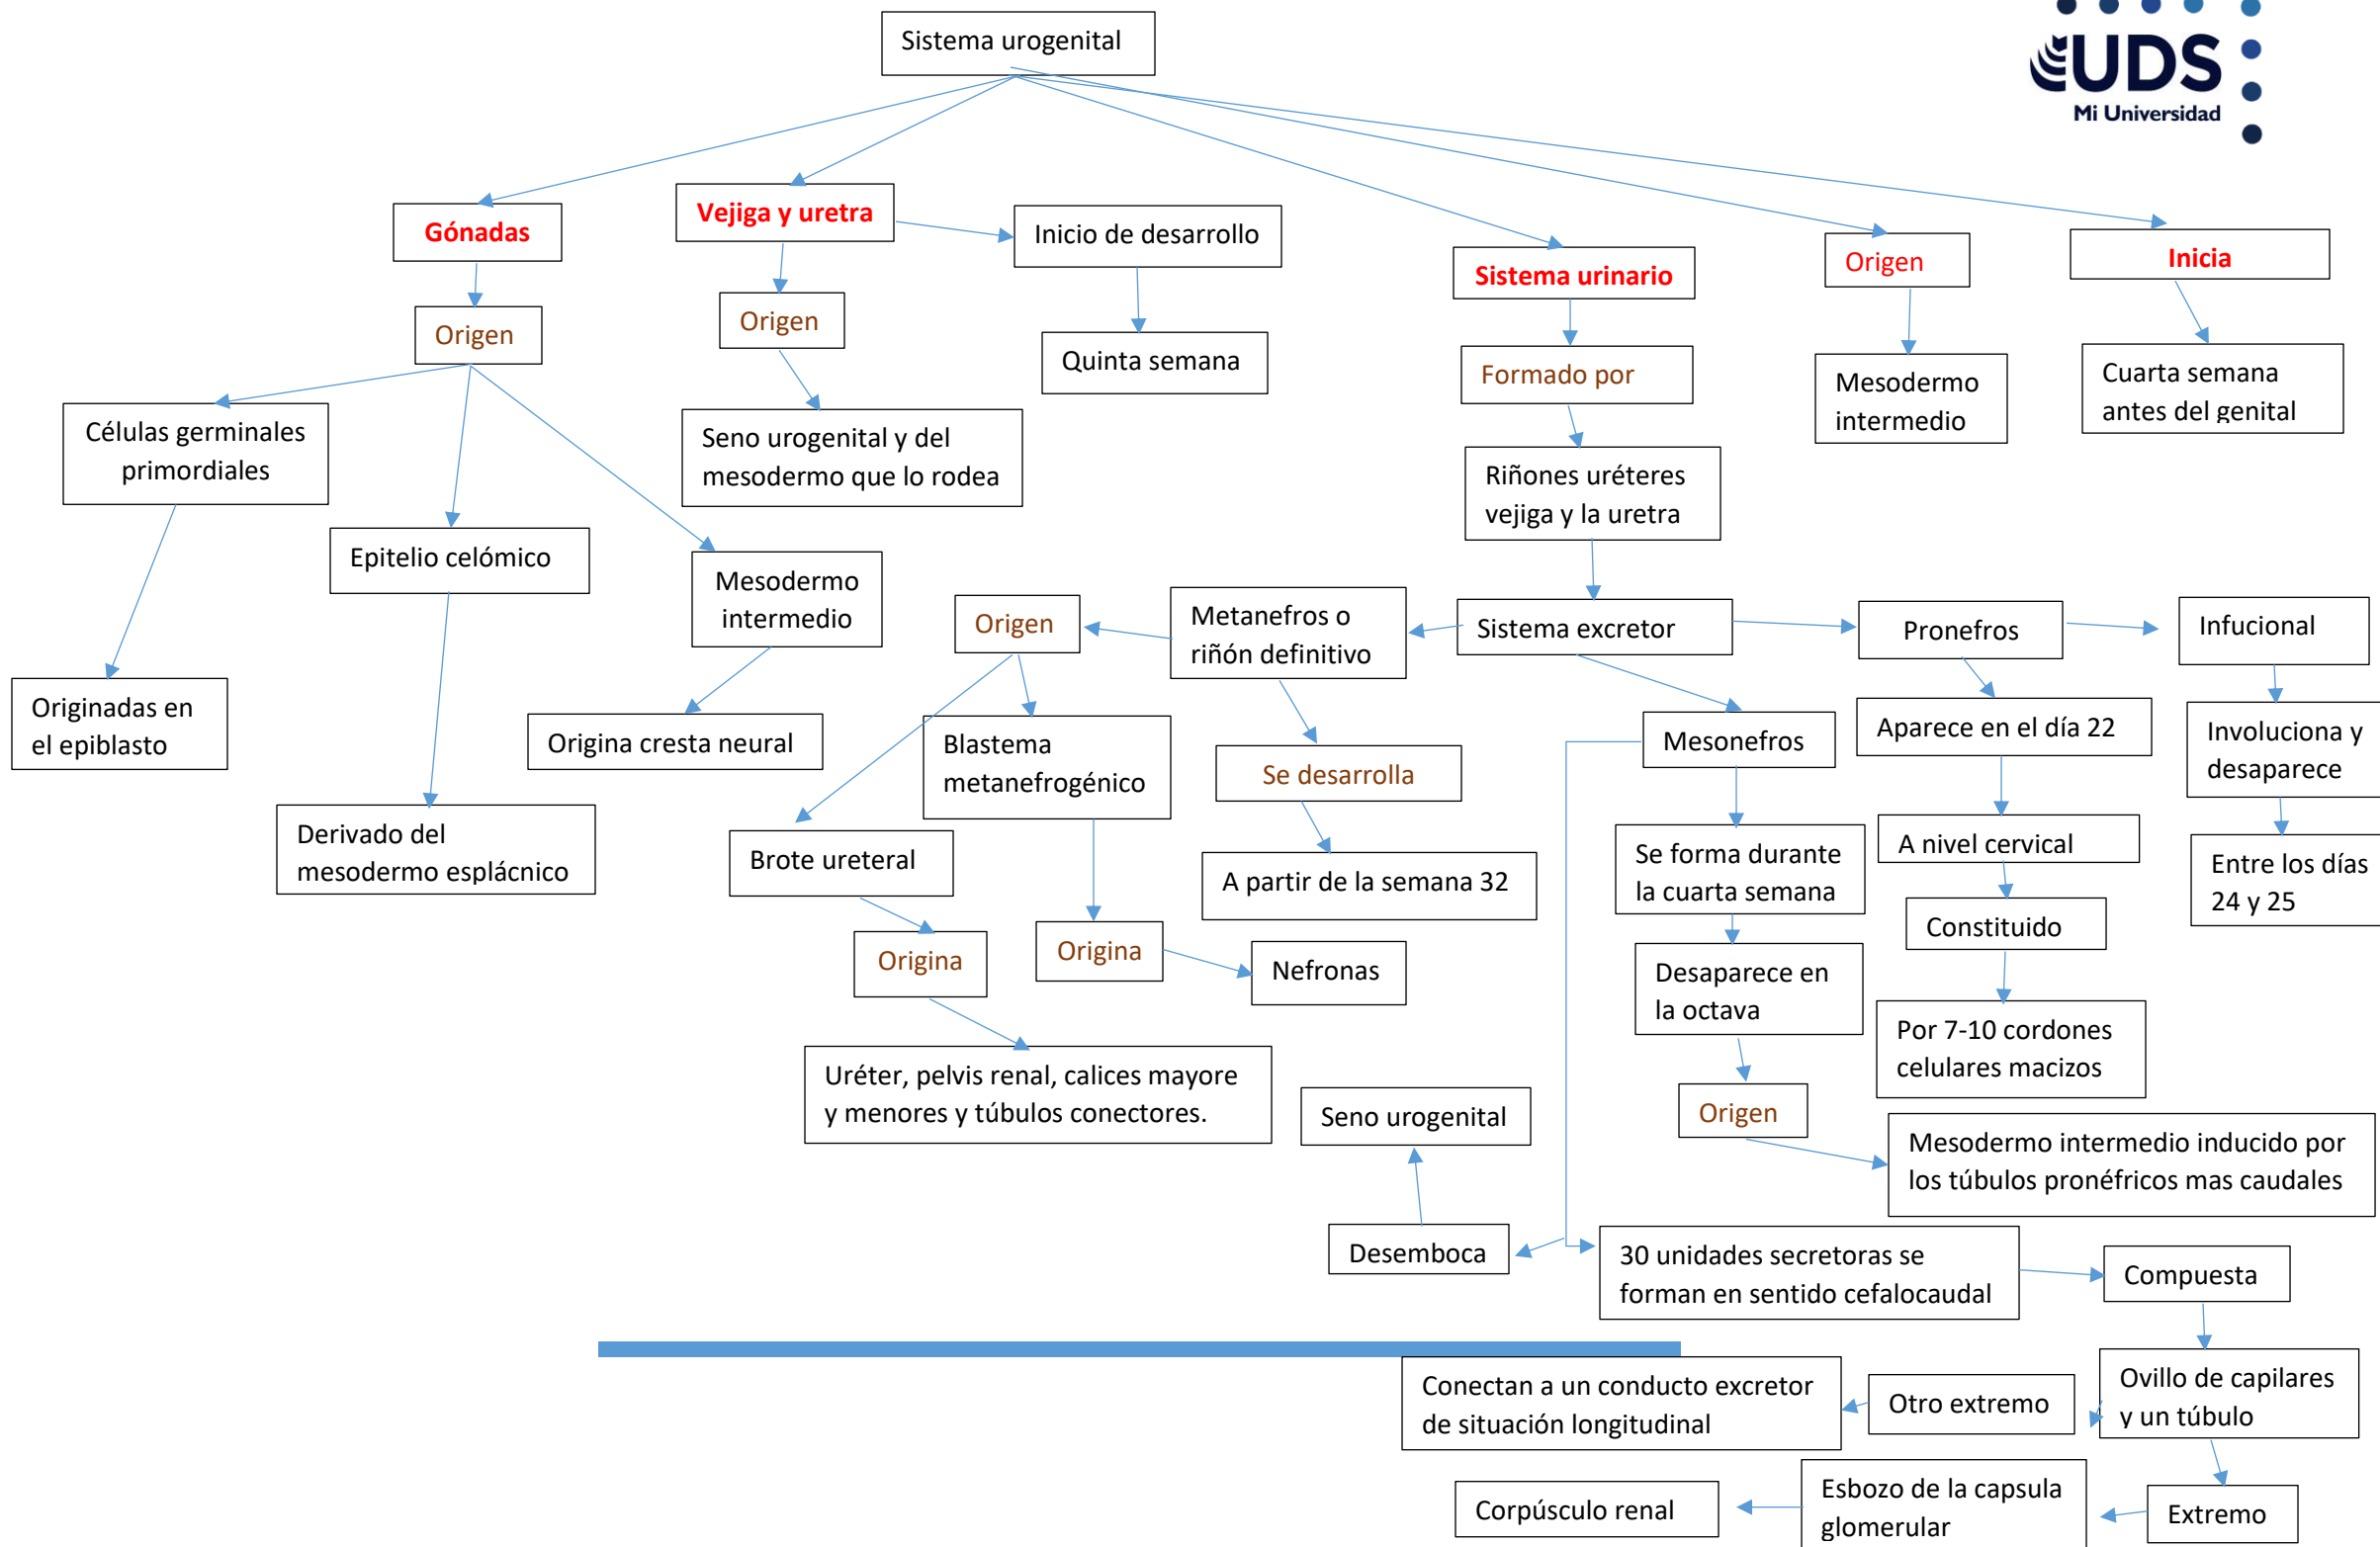 Sistema urogenital
UDS
Mi Universidad
Gónadas
Vejiga y uretra
Inicio de desarrollo
Sistema urinario
Origen
Inicia
Origen
Origen
Quinta semana
Formado por
Mesodermo
intermedio
Cuarta semana
antes del genital
Células germinales
primordiales
Seno urogenital y del
mesodermo que lo rodea
Riñones uréteres
vejiga y la uretra
Epitelio celómico
Mesodermo
intermedio
Origen
Metanefros o
riñón definitivo
Sistema excretor
Pronefros
Infucional
Originadas en
el epiblasto
Origina cresta neural
Blastema
metanefrogénico
Se desarrolla
Mesonefros
Aparece en el día 22
Involuciona y
desaparece
Derivado del
mesodermo esplácnico
Brote ureteral
A partir de la semana 32
Se forma durante
la cuarta semana
A nivel cervical
Entre los días
24 y 25
Origina
Origina
Nefronas
Desaparece en
la octava
Constituido
Por 7-10 cordones
celulares macizos
Uréter, pelvis renal, calices mayore
y menores y túbulos conectores.
Seno urogenital
Origen
Mesodermo intermedio inducido por
los túbulos pronéfricos mas caudales
Desemboca
30 unidades secretoras se
forman en sentido cefalocaudal
Compuesta
Conectan a un conducto excretor
de situación longitudinal
Otro extremo
Ovillo de capilares
y un túbulo
Corpúsculo renal
Esbozo de la capsula
glomerular
Extremo